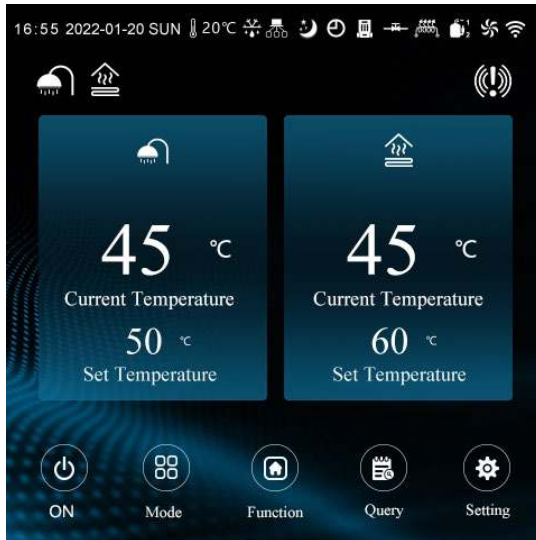 16:55 2022-01-20 SUN 20℃
45 ℃
Current Temperature
50 ℃
Set Temperature
45 ℃
Current Temperature
60 ℃
Set Temperature
ON
Mode
Function
Query
Setting